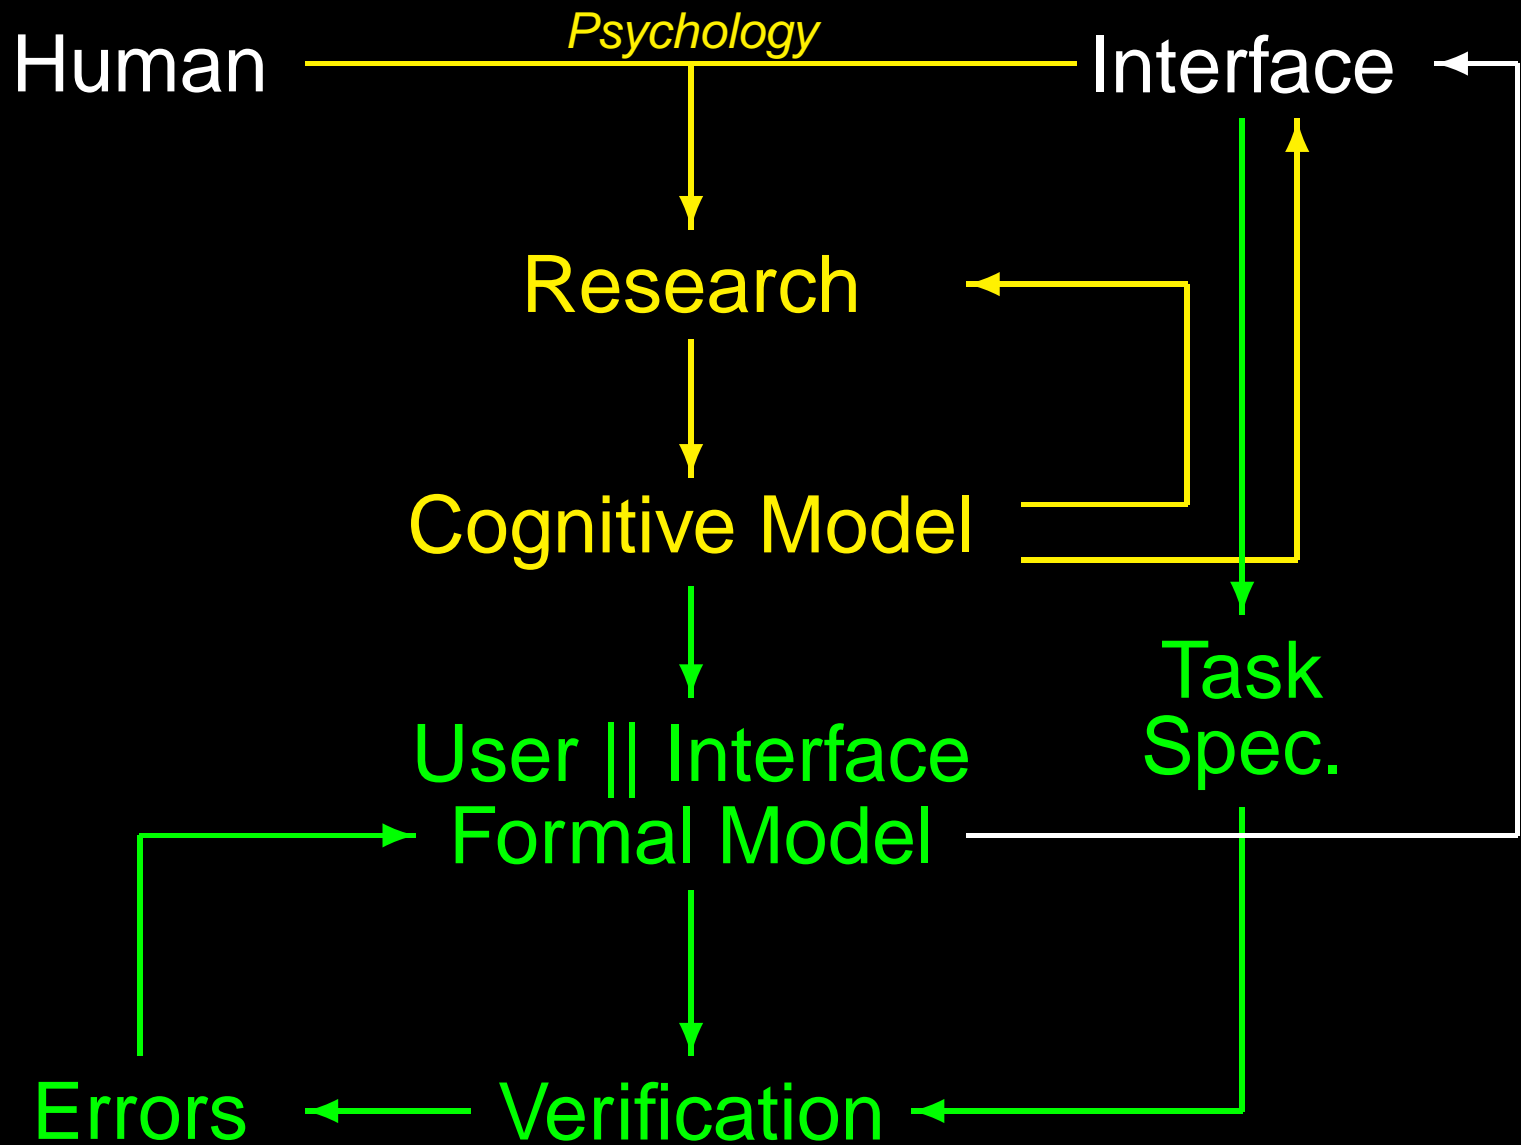 Psychology
Human
Interface
Research
Cognitive Model
Task
Spec.
User || Interface
Formal Model
Errors
Verification